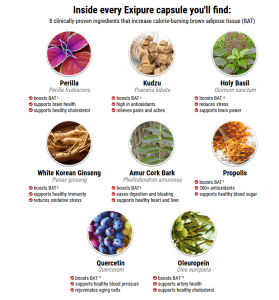 Inside every Exipure capsule you'll find:
8 clinically-proven ingredients that increase calorie-burning brown adipose tissue (BAT)
Perilla
Perilla frutescens
boosts BAT
supports brain health
supports healthy cholesterol
Kudzu
Pueraria lobata
boosts BAT
high in antioxidants
relieves pains and aches
Holy Basil
Ocimum sanctum
boosts BAT
reduces stress
supports brain power
White Korean Ginseng
Panax ginseng
boosts BAT
supports healthy immunity
reduces oxidative stress
Amur Cork Bark
Phellodendron amurense
boosts BAT
eases digestion and bloating
supports healthy heart and liver
Propolis
boosts BAT
300+ antioxidants
supports healthy blood sugar
Quercetin
Quercetum
boosts BAT
supports healthy blood pressure
rejuvenates aging cells
Oleuropein
Olea europaea
boosts BAT
supports artery health
supports healthy cholesterol